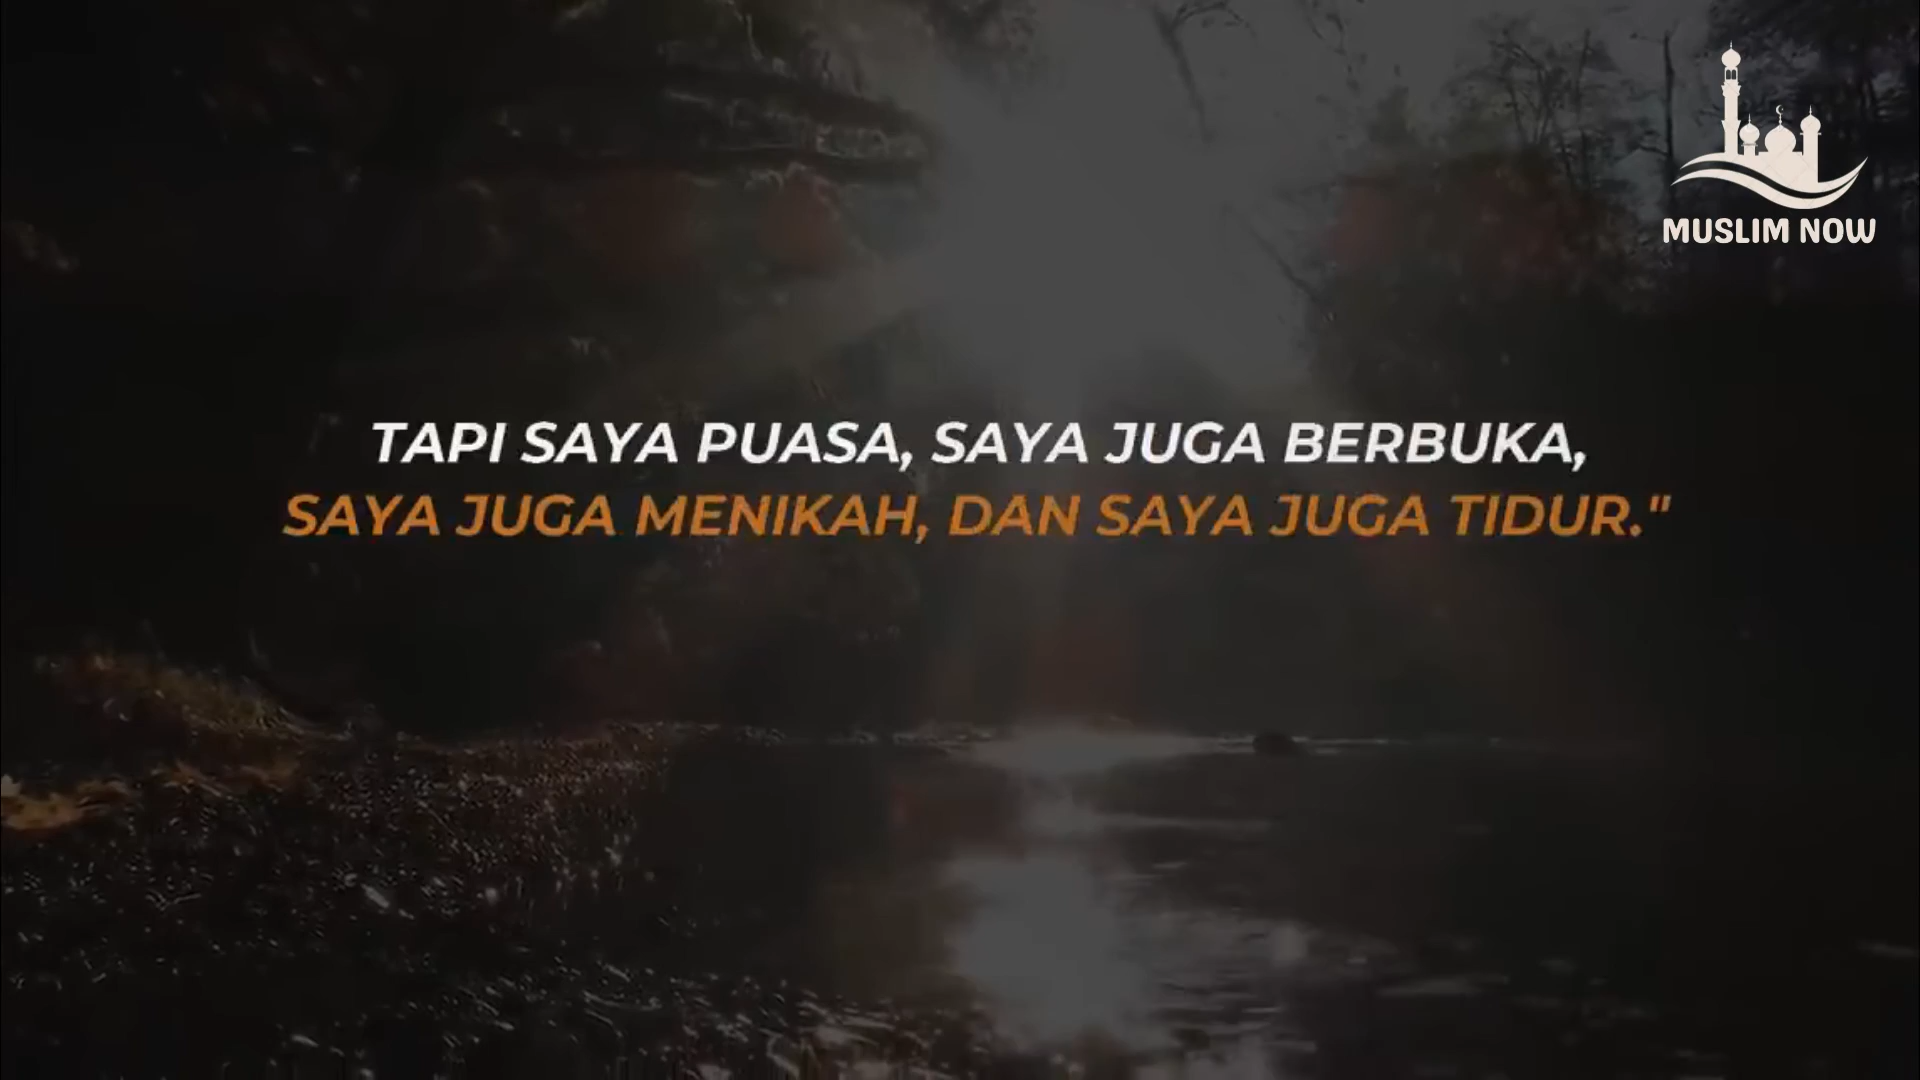 MUSLIM NOW
TAPI SAYA PUASA, SAYA JUGA BERBUKA,
SAYA JUGA MENIKAH, DAN SAYA JUGA TIDUR."